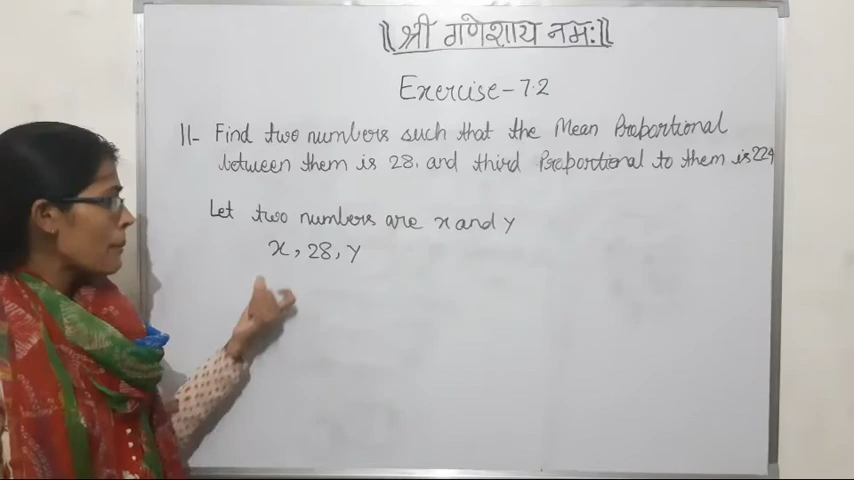 ॥ श्री गणेशाय नमः॥
Exercise-7.2
11- Find two numbers such that the Mean Proportional
between them is 28. and third Proportional to them is 224
Let two numbers are x and y
x, 28, y